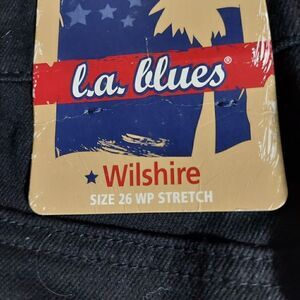 l.a. blues®
Wilshire
SIZE 26 WP STRETCH